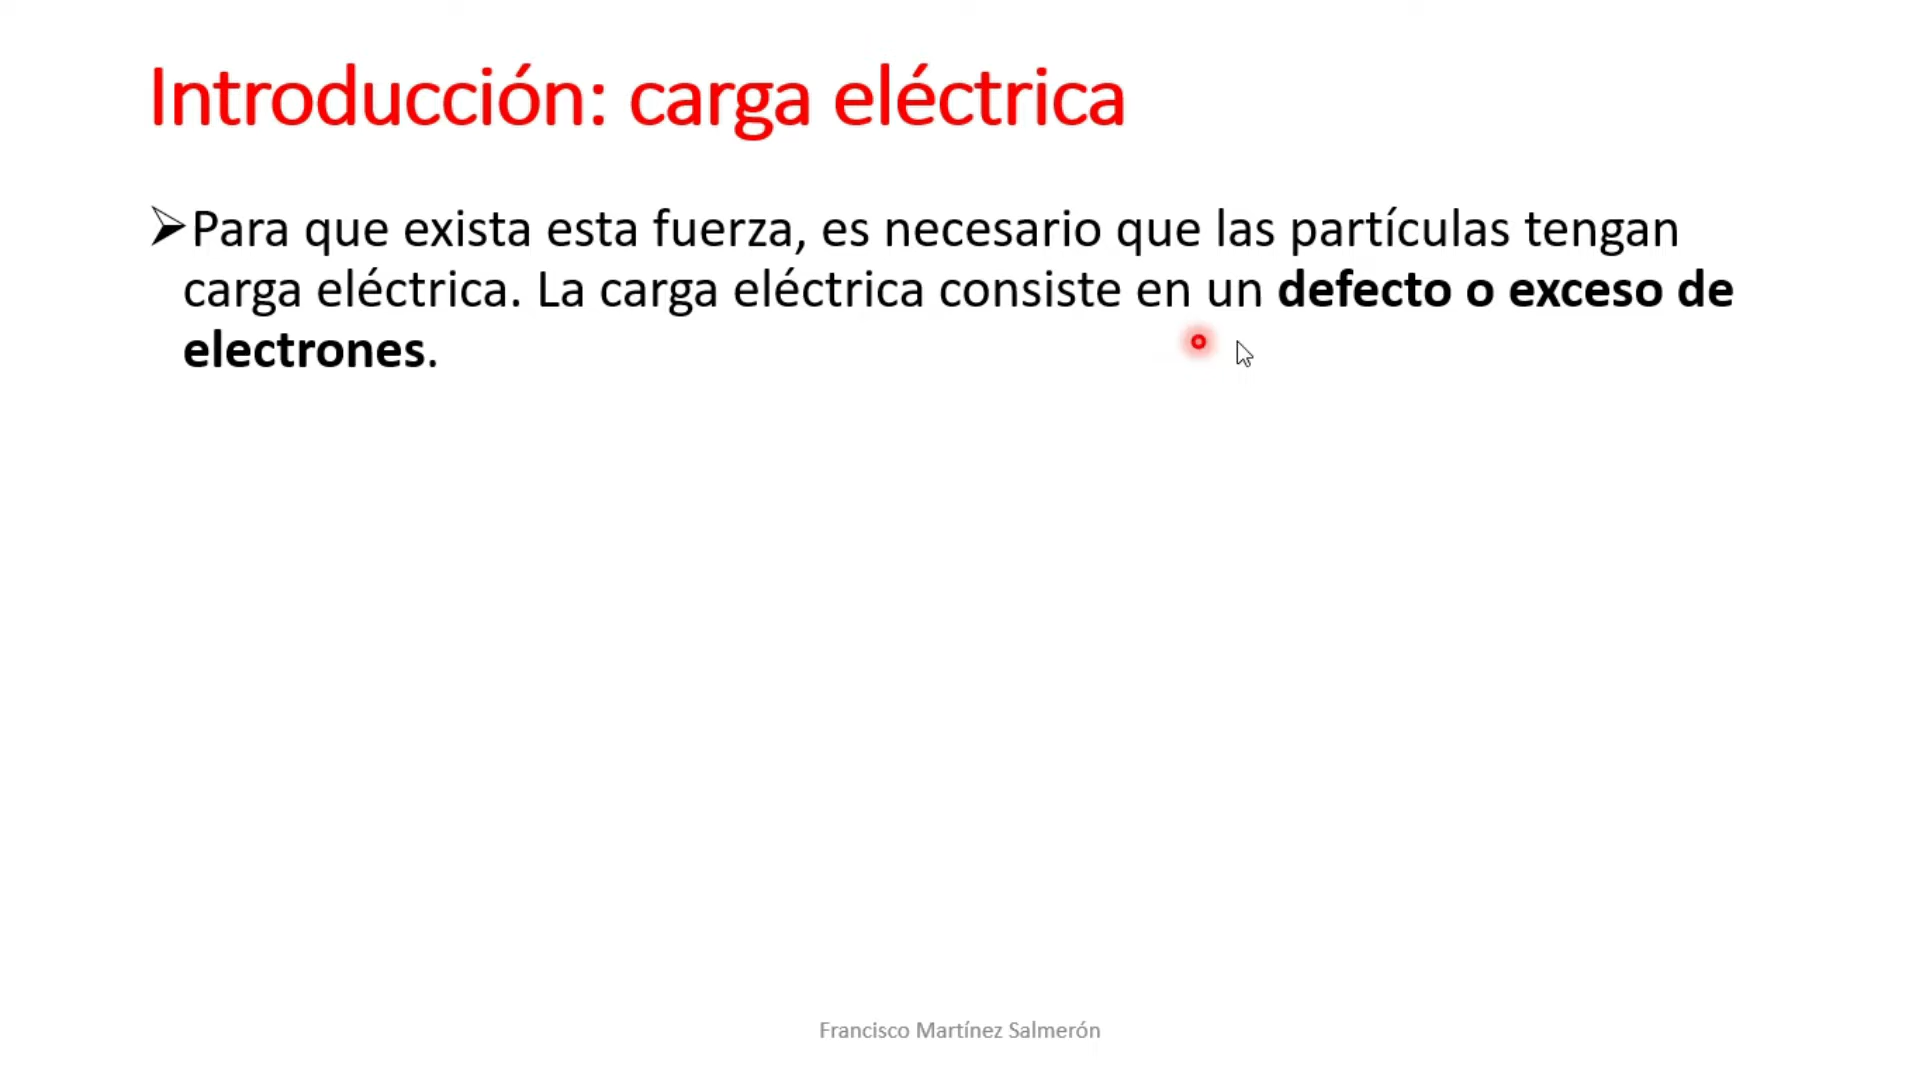 Introducción: carga eléctrica
➢Para que exista esta fuerza, es necesario que las partículas tengan
carga eléctrica. La carga eléctrica consiste en un defecto o exceso de
electrones.
Francisco Martínez Salmerón